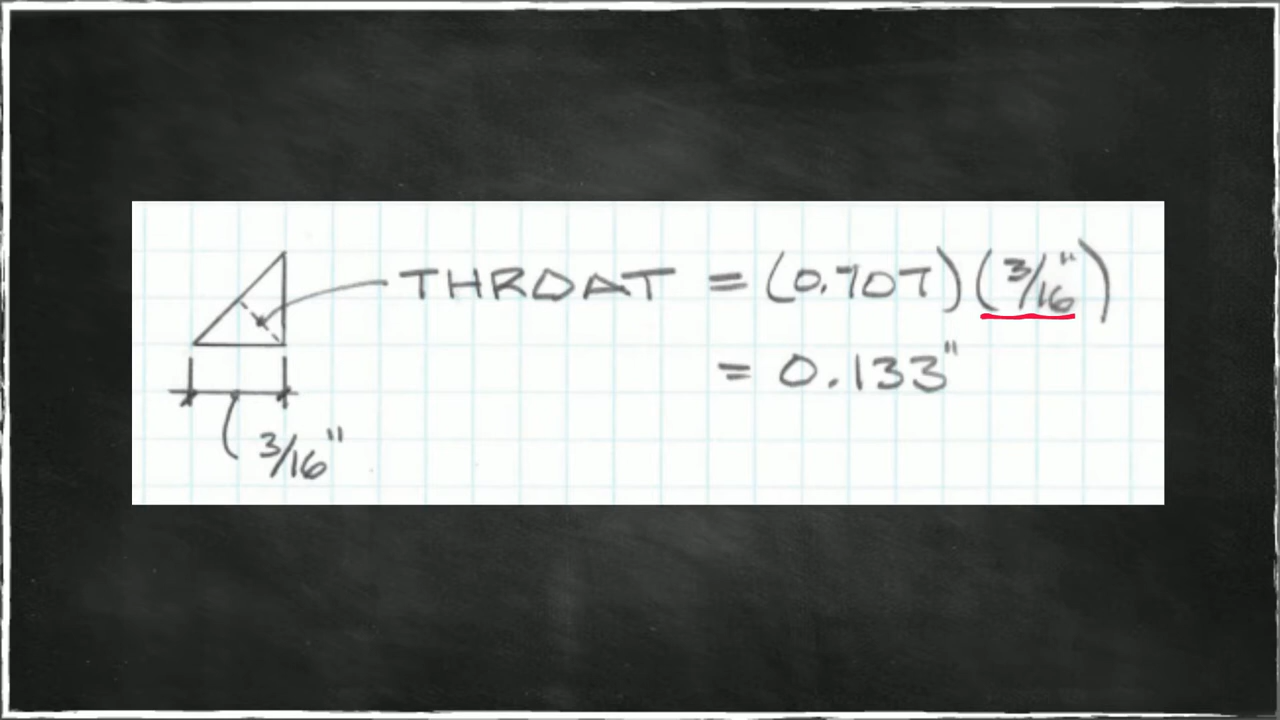 THROAT = (0.707)(3/16")
= 0.133"
3/16"